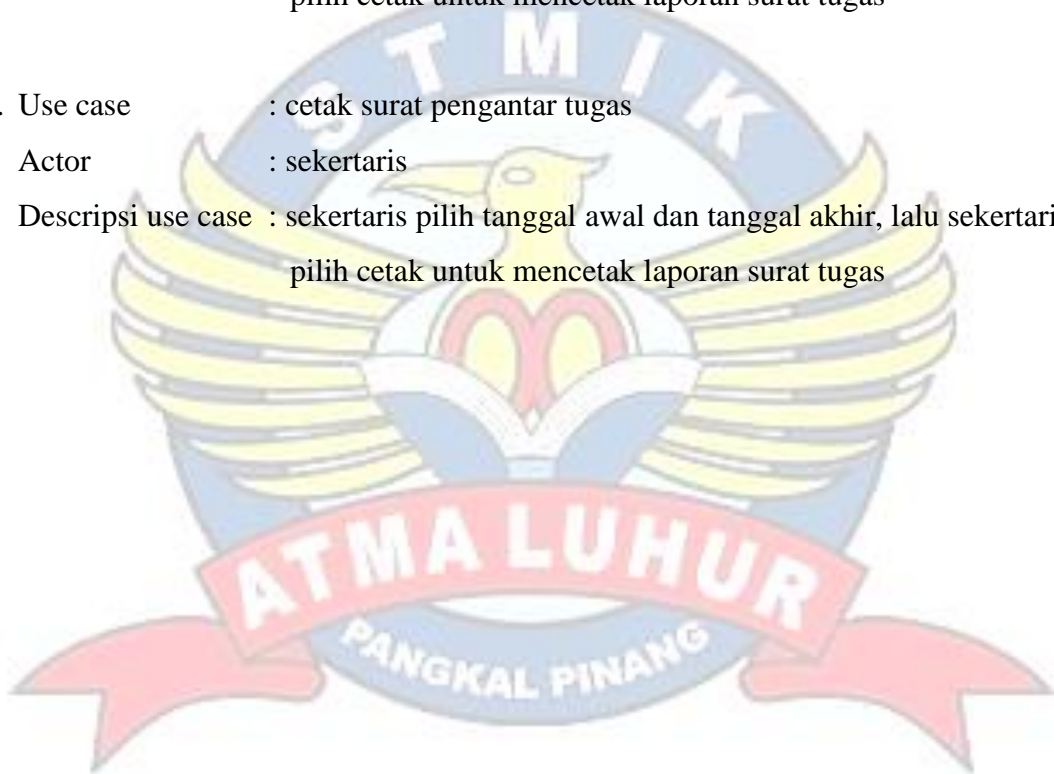 pilih cetak untuk mencetak laporan surat tugas
. Use case : cetak surat pengantar tugas
Actor : sekertaris
Descripsi use case : sekertaris pilih tanggal awal dan tanggal akhir, lalu sekertari
pilih cetak untuk mencetak laporan surat tugas
STMIK
ATMA LUHUR
PANGKAL PINANG